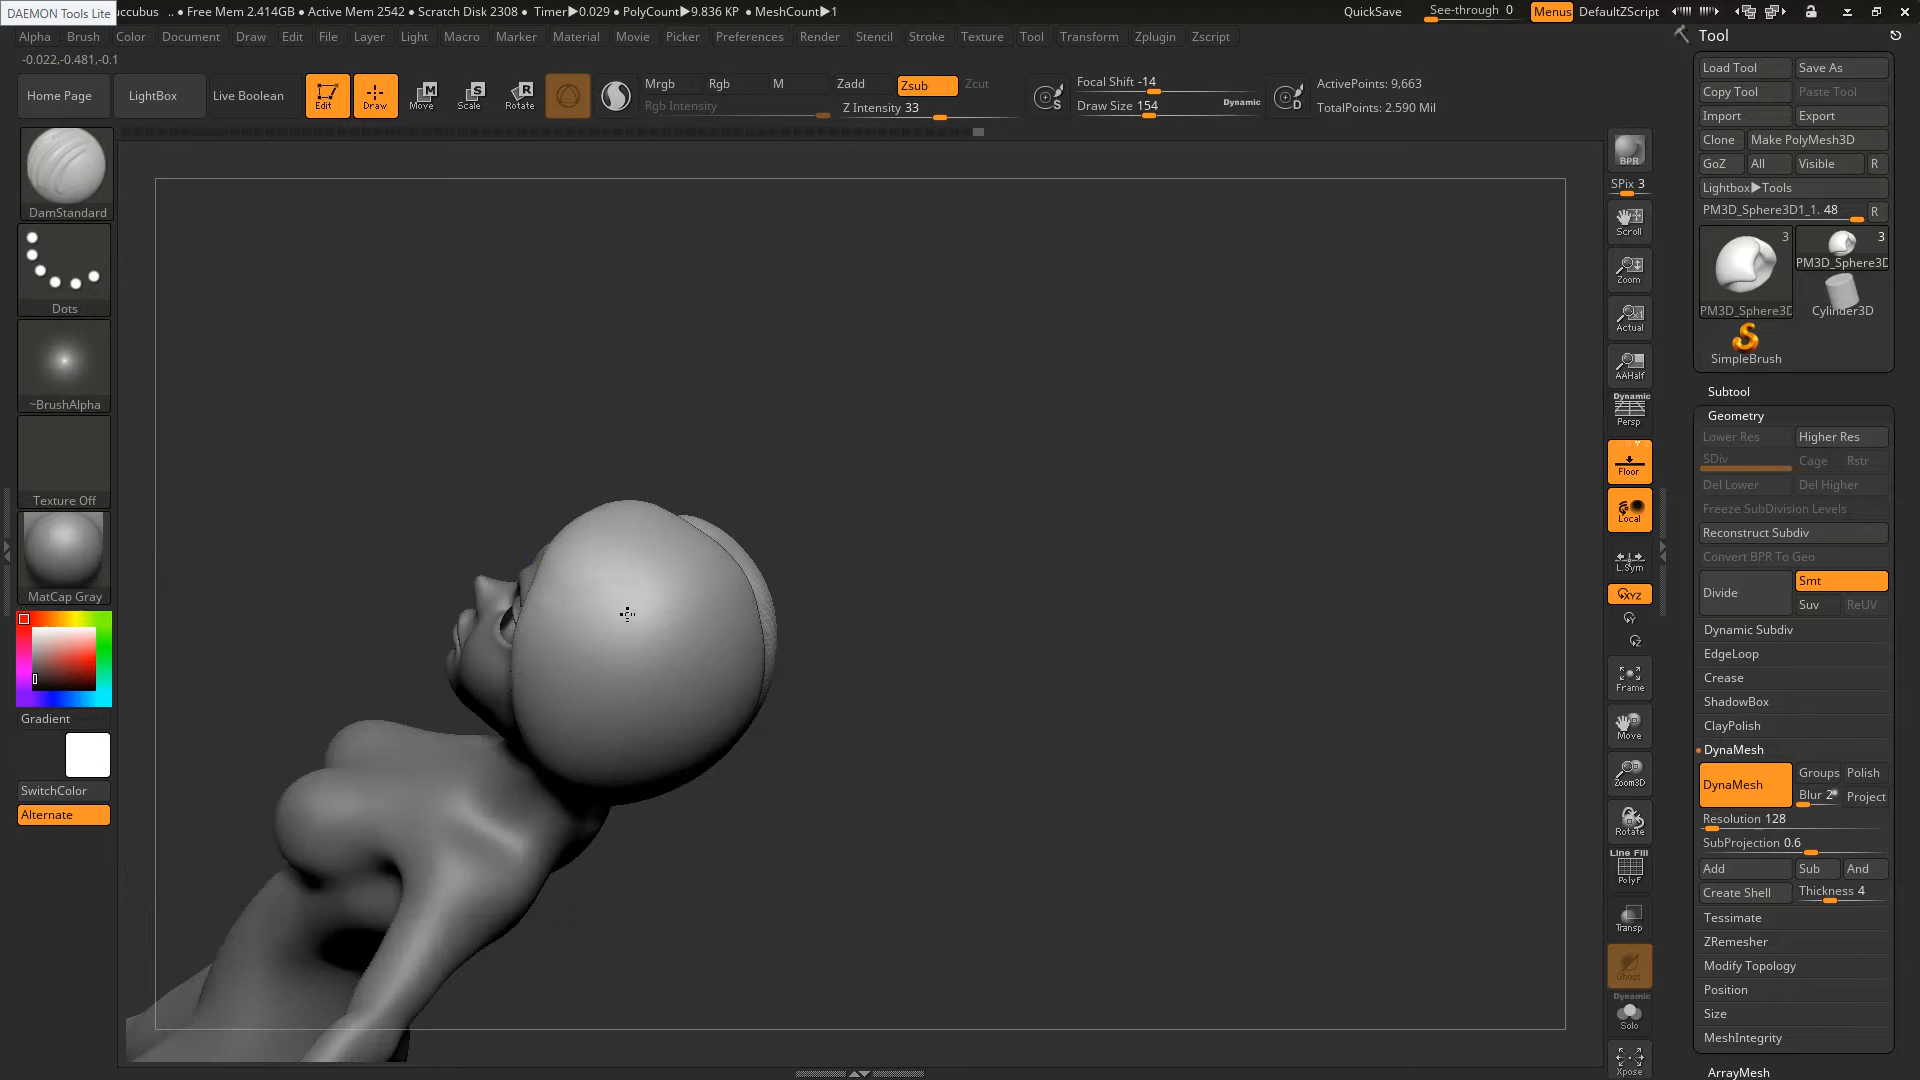 DAEMON Tools Lite
uccubus .. ● Free Mem 2.414GB ● Active Mem 2542 ● Scratch Disk 2308 ● Timer▶0.029 ● PolyCount▶9.836 KP ● MeshCount▶1
QuickSave See-through 0 Menus DefaultZScript
Alpha Brush Color Document Draw Edit File Layer Light Macro Marker Material Movie Picker Preferences Render Stencil Stroke Texture Tool Transform Zplugin Zscript
-0.022,-0.481,-0.1
Home Page LightBox Live Boolean Edit Draw Move Scale Rotate
Mrgb Rgb M Zadd Zsub Zcut
Rgb Intensity Z Intensity 33
Focal Shift -14
Draw Size 154 Dynamic
ActivePoints: 9,663
TotalPoints: 2.590 Mil
DamStandard
Dots
~BrushAlpha
Texture Off
MatCap Gray
Gradient
SwitchColor
Alternate
BPR
SPix 3
Scroll
Zoom
Actual
AAHalf
Dynamic
Persp
Floor
Local
L.Sym
XYZ
Y
Z
Frame
Move
Zoom3D
Rotate
Line Fill
PolyF
Transp
Ghost
Dynamic
Solo
Xpose
Tool
Load Tool Save As
Copy Tool Paste Tool
Import Export
Clone Make PolyMesh3D
GoZ All Visible R
Lightbox▶Tools
PM3D_Sphere3D1_1. 48 R
3 3
PM3D_Sphere3D
PM3D_Sphere3D Cylinder3D
SimpleBrush
Subtool
Geometry
Lower Res Higher Res
SDiv Cage Rstr
Del Lower Del Higher
Freeze SubDivision Levels
Reconstruct Subdiv
Convert BPR To Geo
Divide Smt
Suv ReUV
Dynamic Subdiv
EdgeLoop
Crease
ShadowBox
ClayPolish
DynaMesh
DynaMesh Groups Polish
Blur 2 Project
Resolution 128
SubProjection 0.6
Add Sub And
Create Shell Thickness 4
Tessimate
ZRemesher
Modify Topology
Position
Size
MeshIntegrity
ArrayMesh